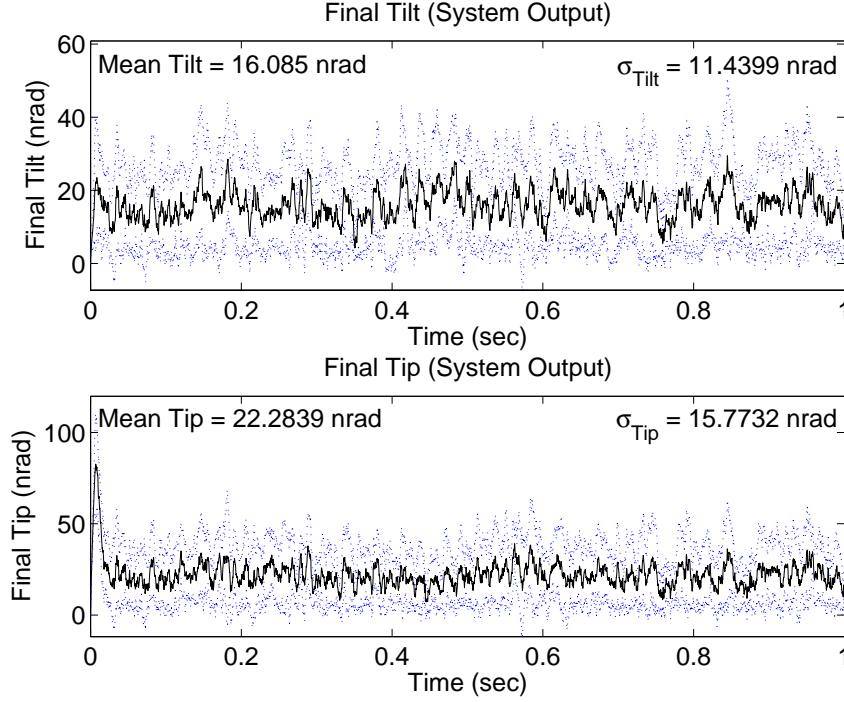 Final Tilt (System Output)
Mean Tilt = 16.085 nrad
σTilt = 11.4399 nrad
Final Tilt (nrad)
60
40
20
0
0
0.2
0.4
0.6
0.8
1
Time (sec)
Final Tip (System Output)
Mean Tip = 22.2839 nrad
σTip = 15.7732 nrad
Final Tip (nrad)
100
50
0
0
0.2
0.4
0.6
0.8
1
Time (sec)